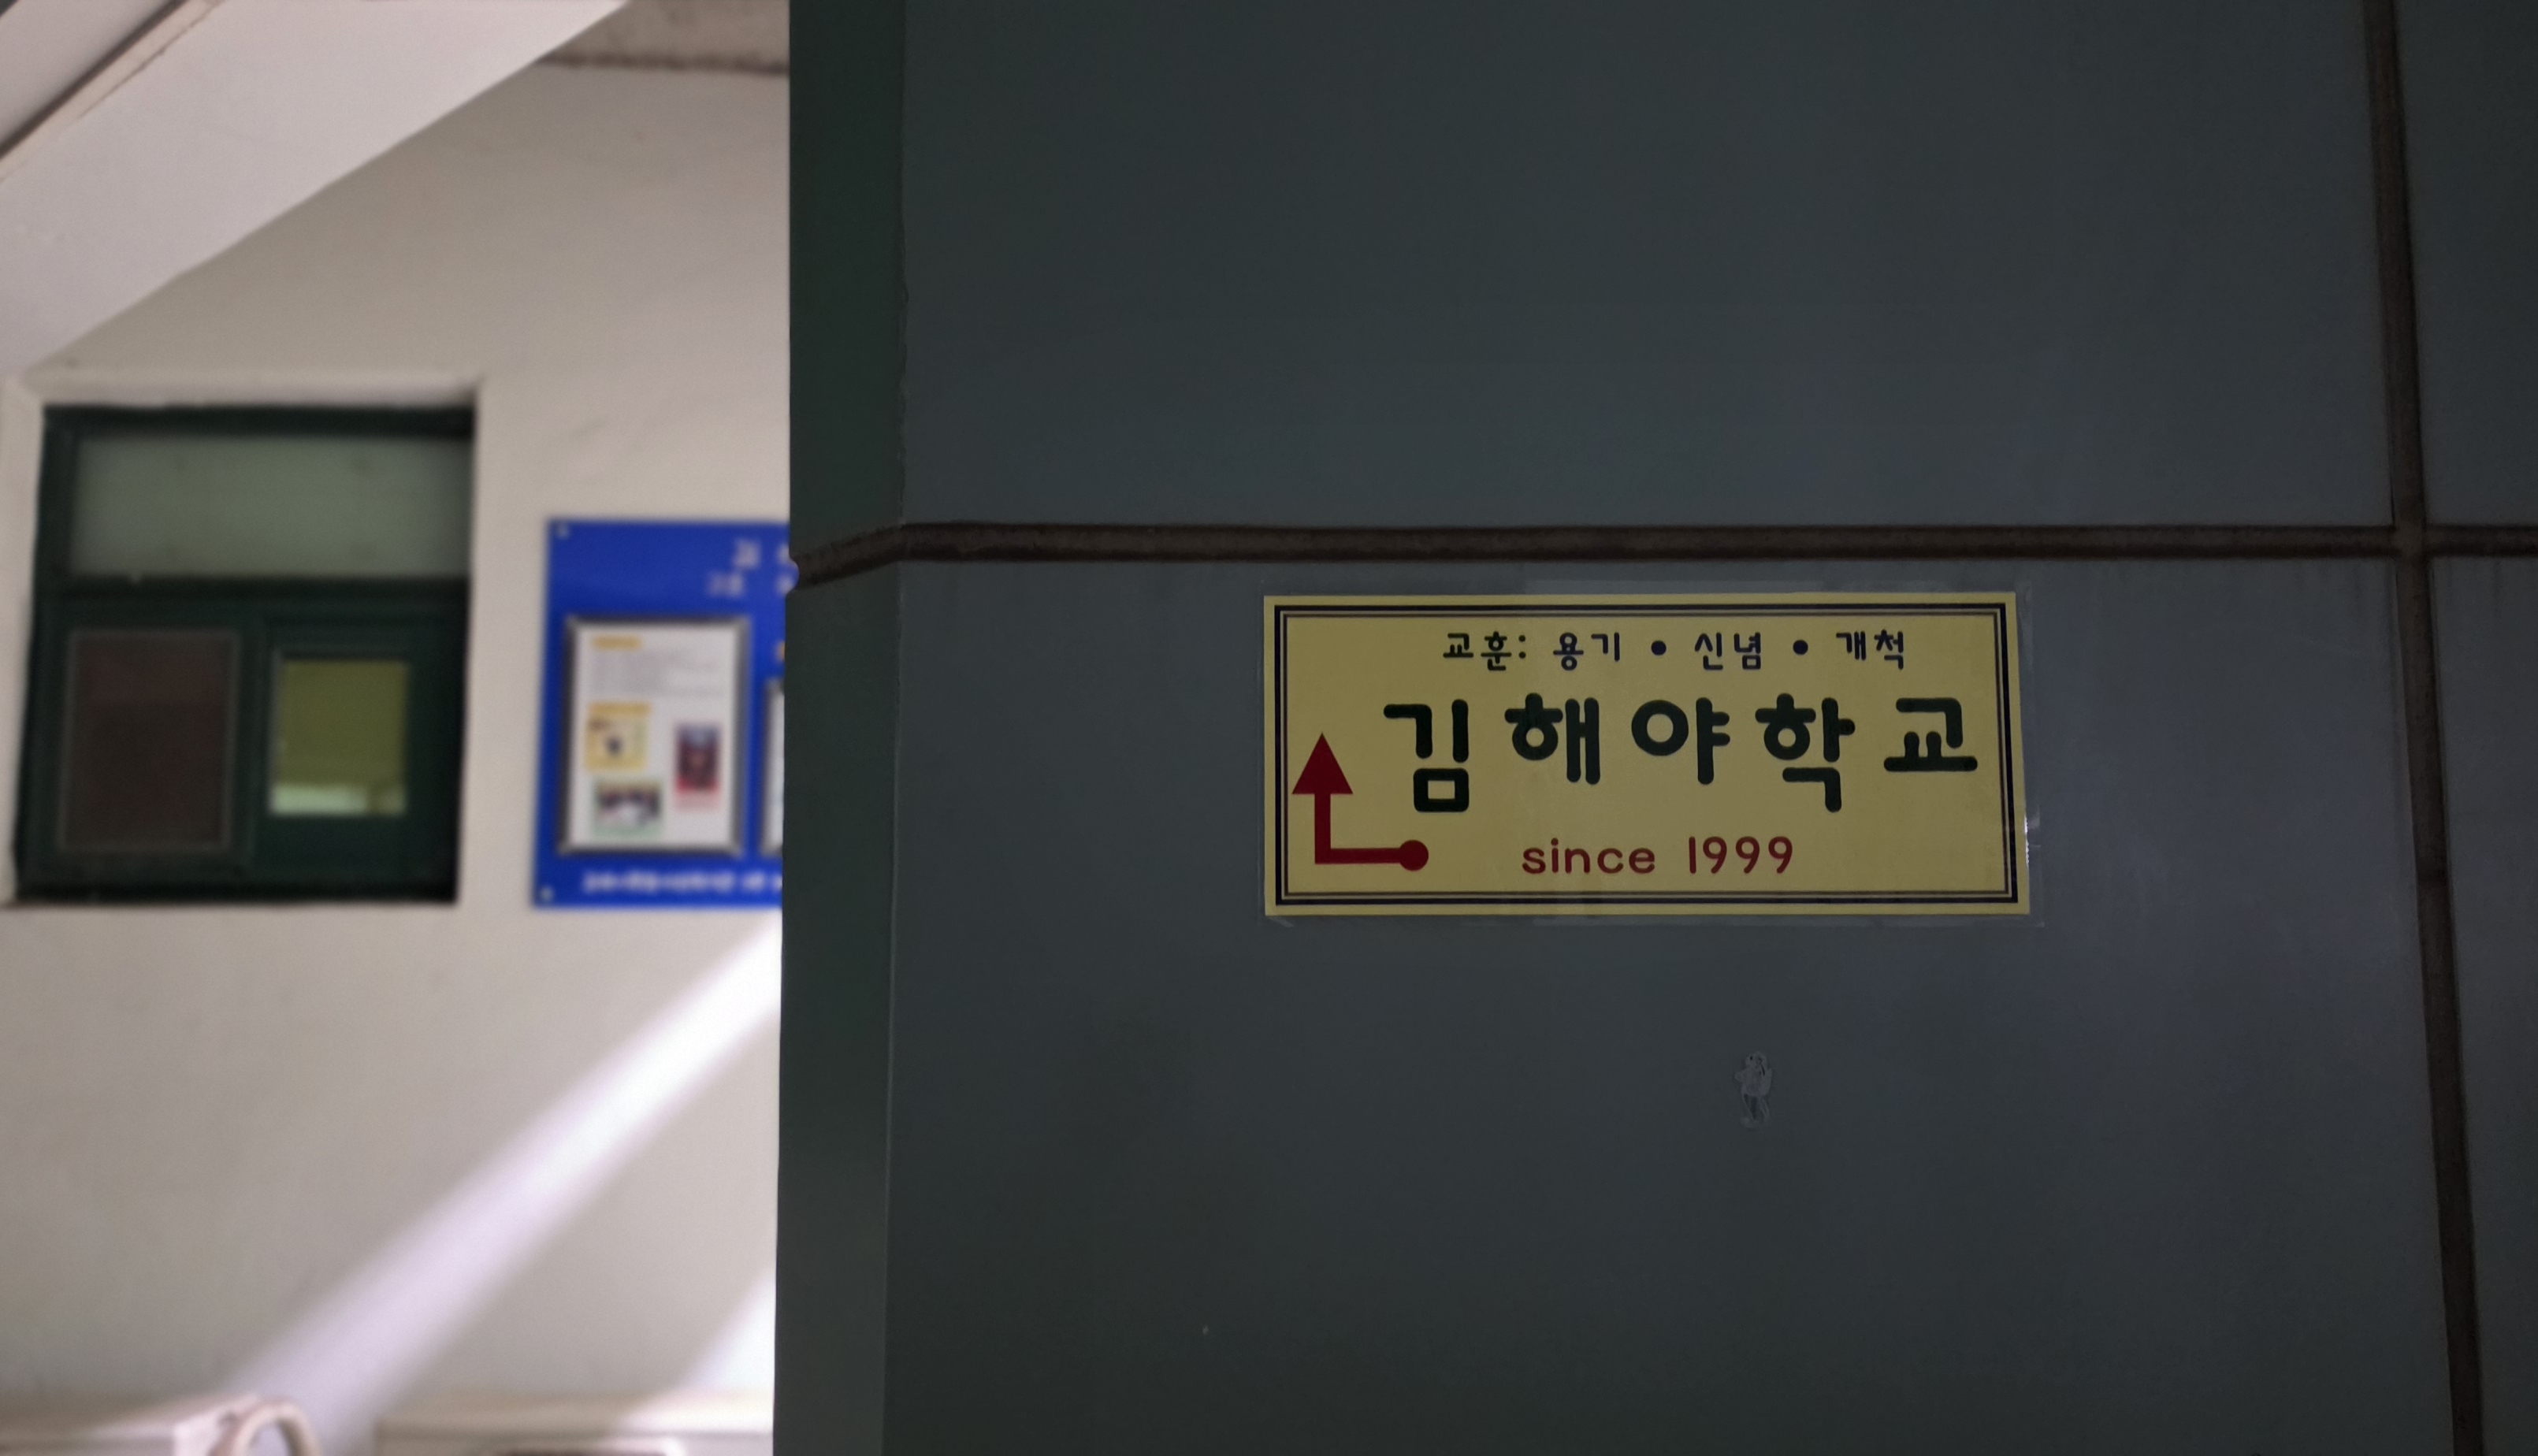 교훈: 용기 • 신념 • 개척
김해야학교
since 1999